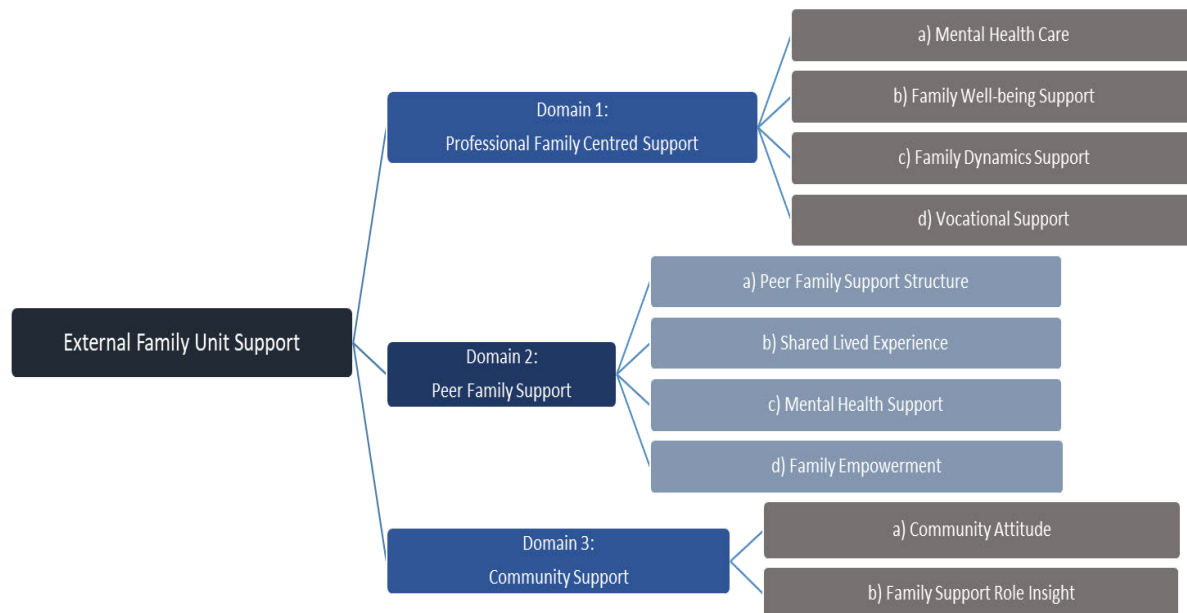 External Family Unit Support
Domain 1:
Professional Family Centred Support
a) Mental Health Care
b) Family Well-being Support
c) Family Dynamics Support
d) Vocational Support
Domain 2:
Peer Family Support
a) Peer Family Support Structure
b) Shared Lived Experience
c) Mental Health Support
d) Family Empowerment
Domain 3:
Community Support
a) Community Attitude
b) Family Support Role Insight